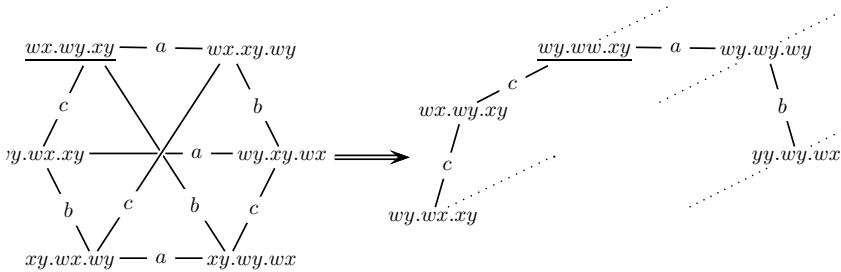 wx.wy.xy a wx.xy.wy wy.ww.xy a wy.wy.wy
c b c wx.wy.xy b
vy.wx.xy a wy.xy.wx c yy.wy.wx
b c b c wy.wx.xy
xy.wx.wy a xy.wy.wx